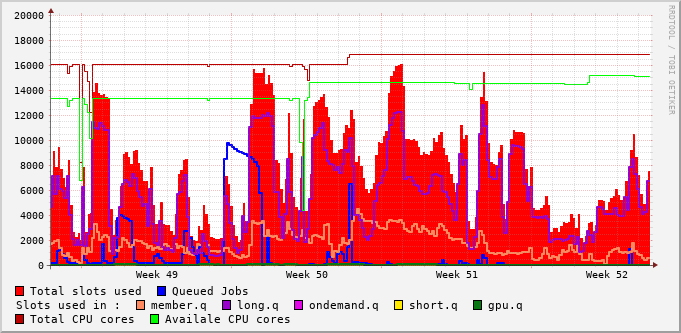 RRDTOOL / TOBI OETIKER
20000
18000
16000
14000
12000
10000
8000
6000
4000
2000
0
Week 49 Week 50 Week 51 Week 52
Total slots used Queued Jobs
Slots used in : member.q long.q ondemand.q short.q gpu.q
Total CPU cores Availale CPU cores